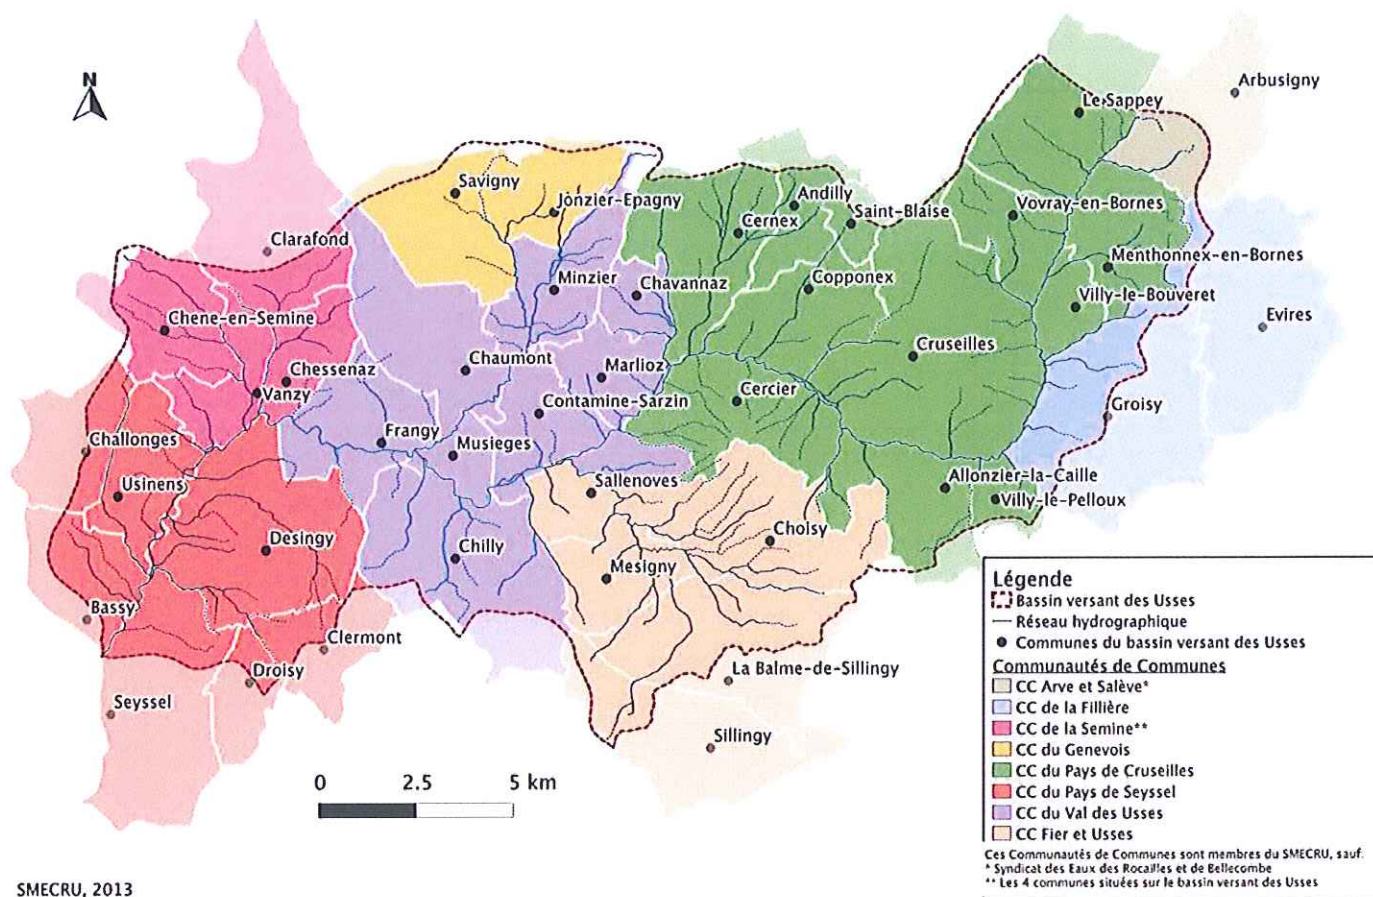 N
Arbusigny
Le Sappey
Savigny
Jonzier-Epagny
Andilly
Cernex
Saint-Blaise
Vovray-en-Bornes
Clarafond
Menthonnex-en-Bornes
Minzier
Chavannaz
Copponex
Villy-le-Bouveret
Evires
Chene-en-Semine
Cruseilles
Chaumont
Marlioz
Chessenaz
Vanzy
Cercier
Contamine-Sarzin
Groisy
Challonges
Frangy
Musieges
Usinens
Sallenoves
Allonzier-la-Caille
Villy-le-Pelloux
Desingy
Chilly
Choisy
Mesigny
Bassy
Clermont
Droisy
La Balme-de-Sillingy
Seyssel
Sillingy
0 2.5 5 km
Légende
Bassin versant des Usses
Réseau hydrographique
Communes du bassin versant des Usses
Communautés de Communes
CC Arve et Salève*
CC de la Fillière
CC de la Semine**
CC du Genevois
CC du Pays de Cruseilles
CC du Pays de Seyssel
CC du Val des Usses
CC Fier et Usses
Ces Communautés de Communes sont membres du SMECRU, sauf:
* Syndicat des Eaux des Rocailles et de Bellecombe
** Les 4 communes situées sur le bassin versant des Usses
SMECRU, 2013